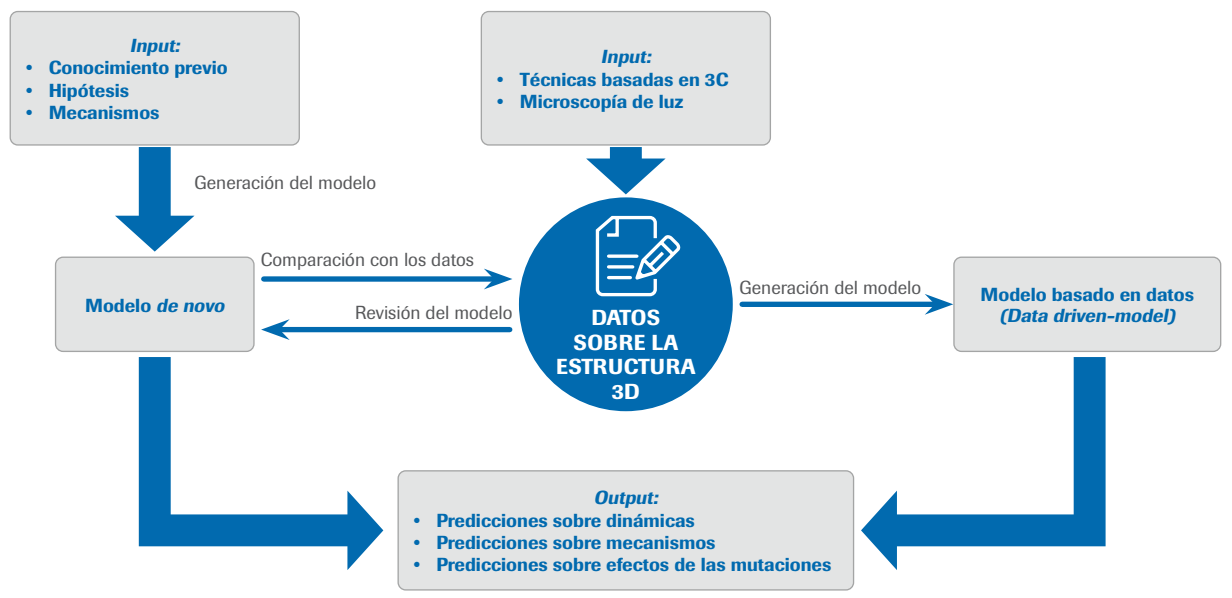 Input:
• Conocimiento previo
• Hipótesis
• Mecanismos
Input:
• Técnicas basadas en 3C
• Microscopía de luz
Generación del modelo
Modelo de novo
Comparación con los datos
Revisión del modelo
DATOS
SOBRE LA
ESTRUCTURA
3D
Generación del modelo
Modelo basado en datos
(Data driven-model)
Output:
• Predicciones sobre dinámicas
• Predicciones sobre mecanismos
• Predicciones sobre efectos de las mutaciones